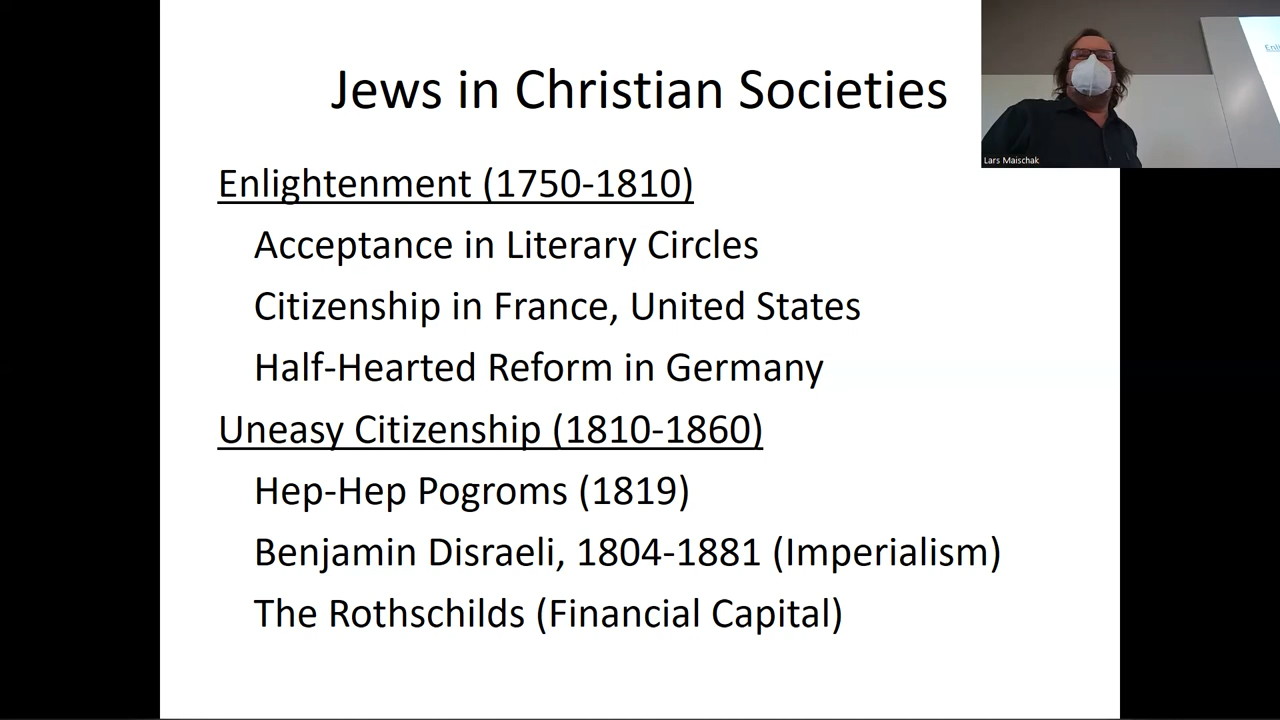 Jews in Christian Societies
Lars Maischak
Enlightenment (1750-1810)
Acceptance in Literary Circles
Citizenship in France, United States
Half-Hearted Reform in Germany
Uneasy Citizenship (1810-1860)
Hep-Hep Pogroms (1819)
Benjamin Disraeli, 1804-1881 (Imperialism)
The Rothschilds (Financial Capital)